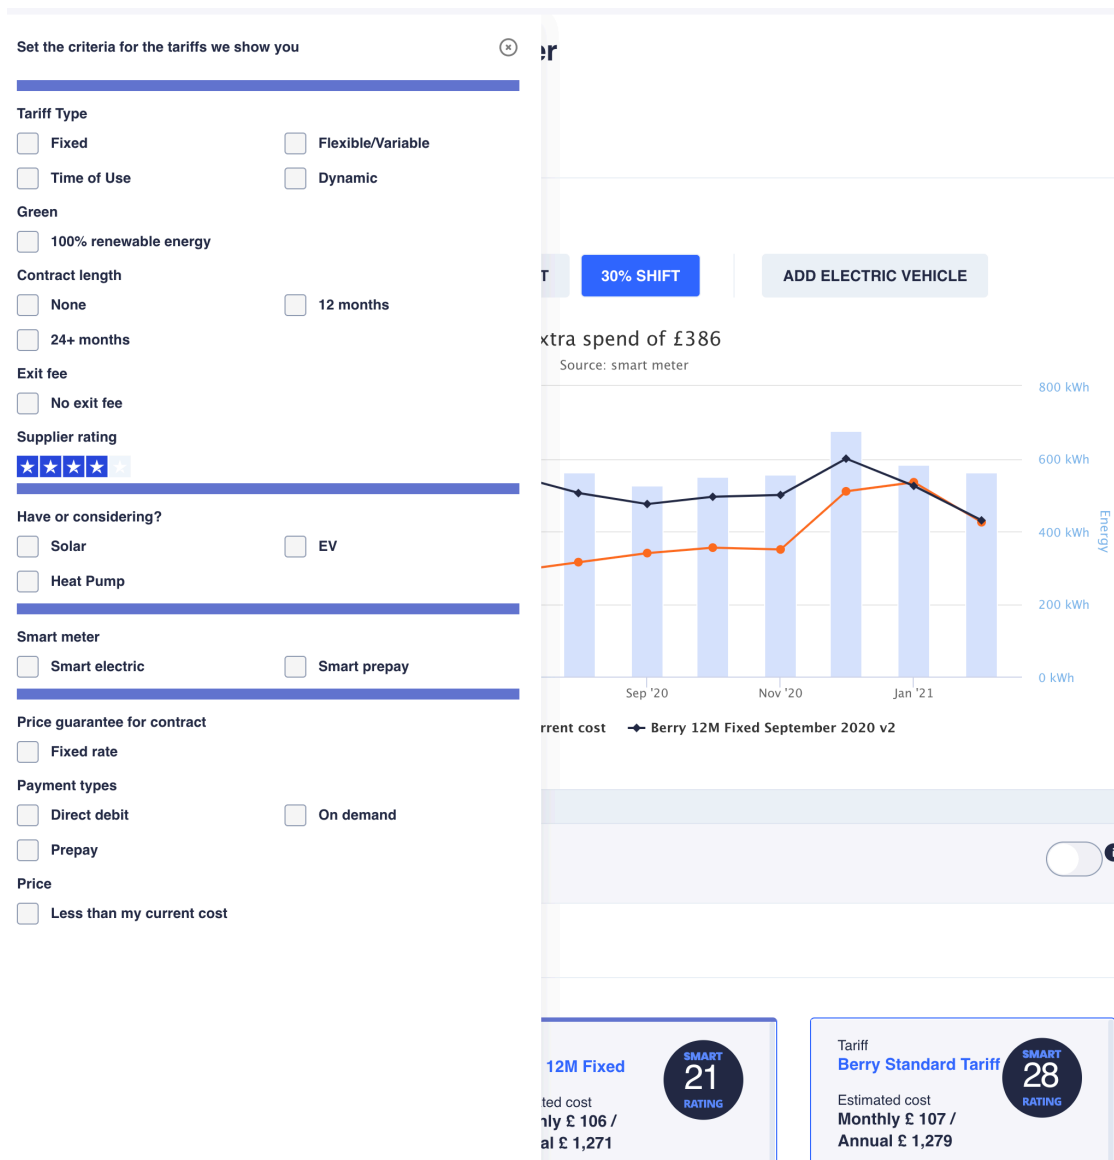 Set the criteria for the tariffs we show you
Tariff Type
Fixed
Flexible/Variable
Time of Use
Dynamic
Green
100% renewable energy
Contract length
None
12 months
24+ months
Exit fee
No exit fee
Supplier rating
Have or considering?
Solar
EV
Heat Pump
Smart meter
Smart electric
Smart prepay
Price guarantee for contract
Fixed rate
Payment types
Direct debit
On demand
Prepay
Price
Less than my current cost
er
T
30% SHIFT
ADD ELECTRIC VEHICLE
xtra spend of £386
Source: smart meter
800 kWh
600 kWh
400 kWh
200 kWh
0 kWh
Energy
Sep '20
Nov '20
Jan '21
rrent cost
Berry 12M Fixed September 2020 v2
12M Fixed
SMART
21
RATING
ted cost
hly £ 106 /
al £ 1,271
Tariff
Berry Standard Tariff
SMART
28
RATING
Estimated cost
Monthly £ 107 /
Annual £ 1,279